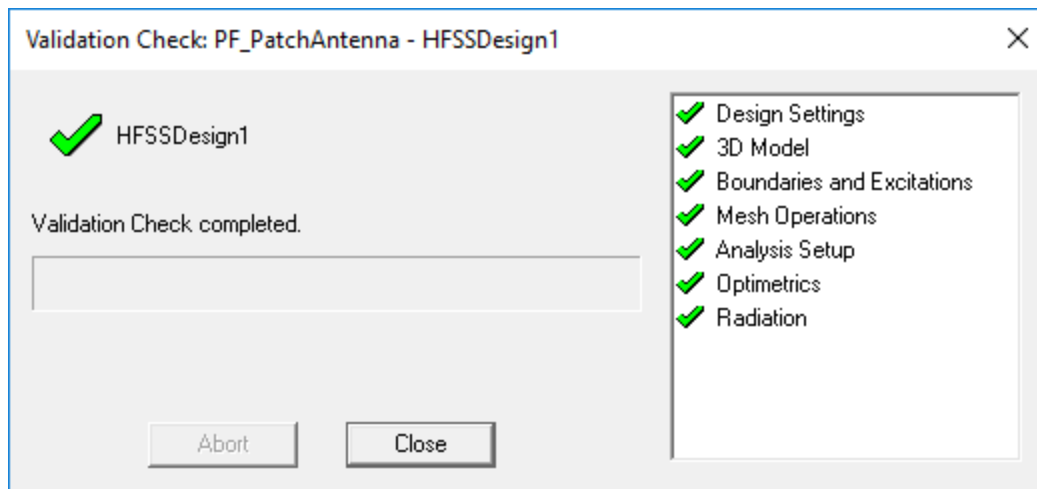 Validation Check: PF_PatchAntenna - HFSSDesign1
HFSSDesign1
Validation Check completed.
Abort
Close
Design Settings
3D Model
Boundaries and Excitations
Mesh Operations
Analysis Setup
Optimetrics
Radiation